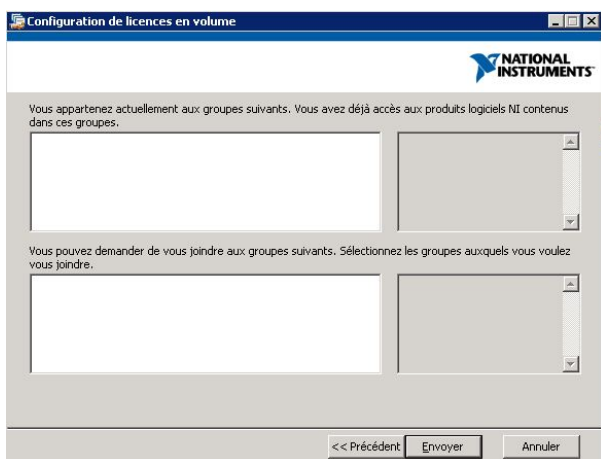 Configuration de licences en volume
NATIONAL
INSTRUMENTS
Vous appartenez actuellement aux groupes suivants. Vous avez déjà accès aux produits logiciels NI contenus
dans ces groupes.
Vous pouvez demander de vous joindre aux groupes suivants. Sélectionnez les groupes auxquels vous voulez
vous joindre.
<< Précédent Envoyer Annuler